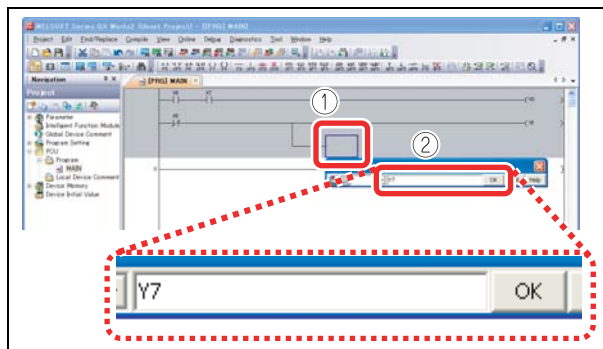 MELSOFT Series GX Works2 (Unset Project) - [[PRG] MAIN]
Project Edit Find/Replace Compile View Online Debug Diagnostics Tool Window Help
Navigation
[PRG] MAIN
Project
Parameter
Intelligent Function Module
Global Device Comment
Program Setting
POU
Program
MAIN
Local Device Comment
Device Memory
Device Initial Value
①
②
Y7 OK Help
Y7 OK